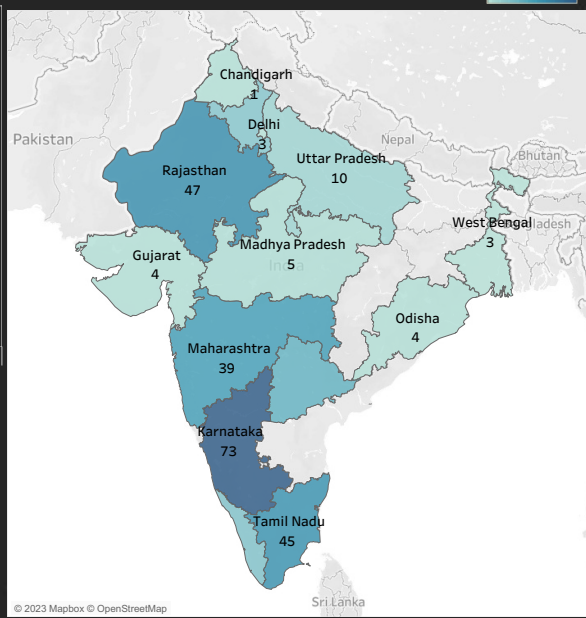 Chandigarh
1
Pakistan
Delhi
3
Nepal
Uttar Pradesh
10
Bhutan
Rajasthan
47
West Bengal
3
ladesh
Madhya Pradesh
5
India
Gujarat
4
Odisha
4
Maharashtra
39
Karnataka
73
Tamil Nadu
45
Sri Lanka
© 2023 Mapbox © OpenStreetMap